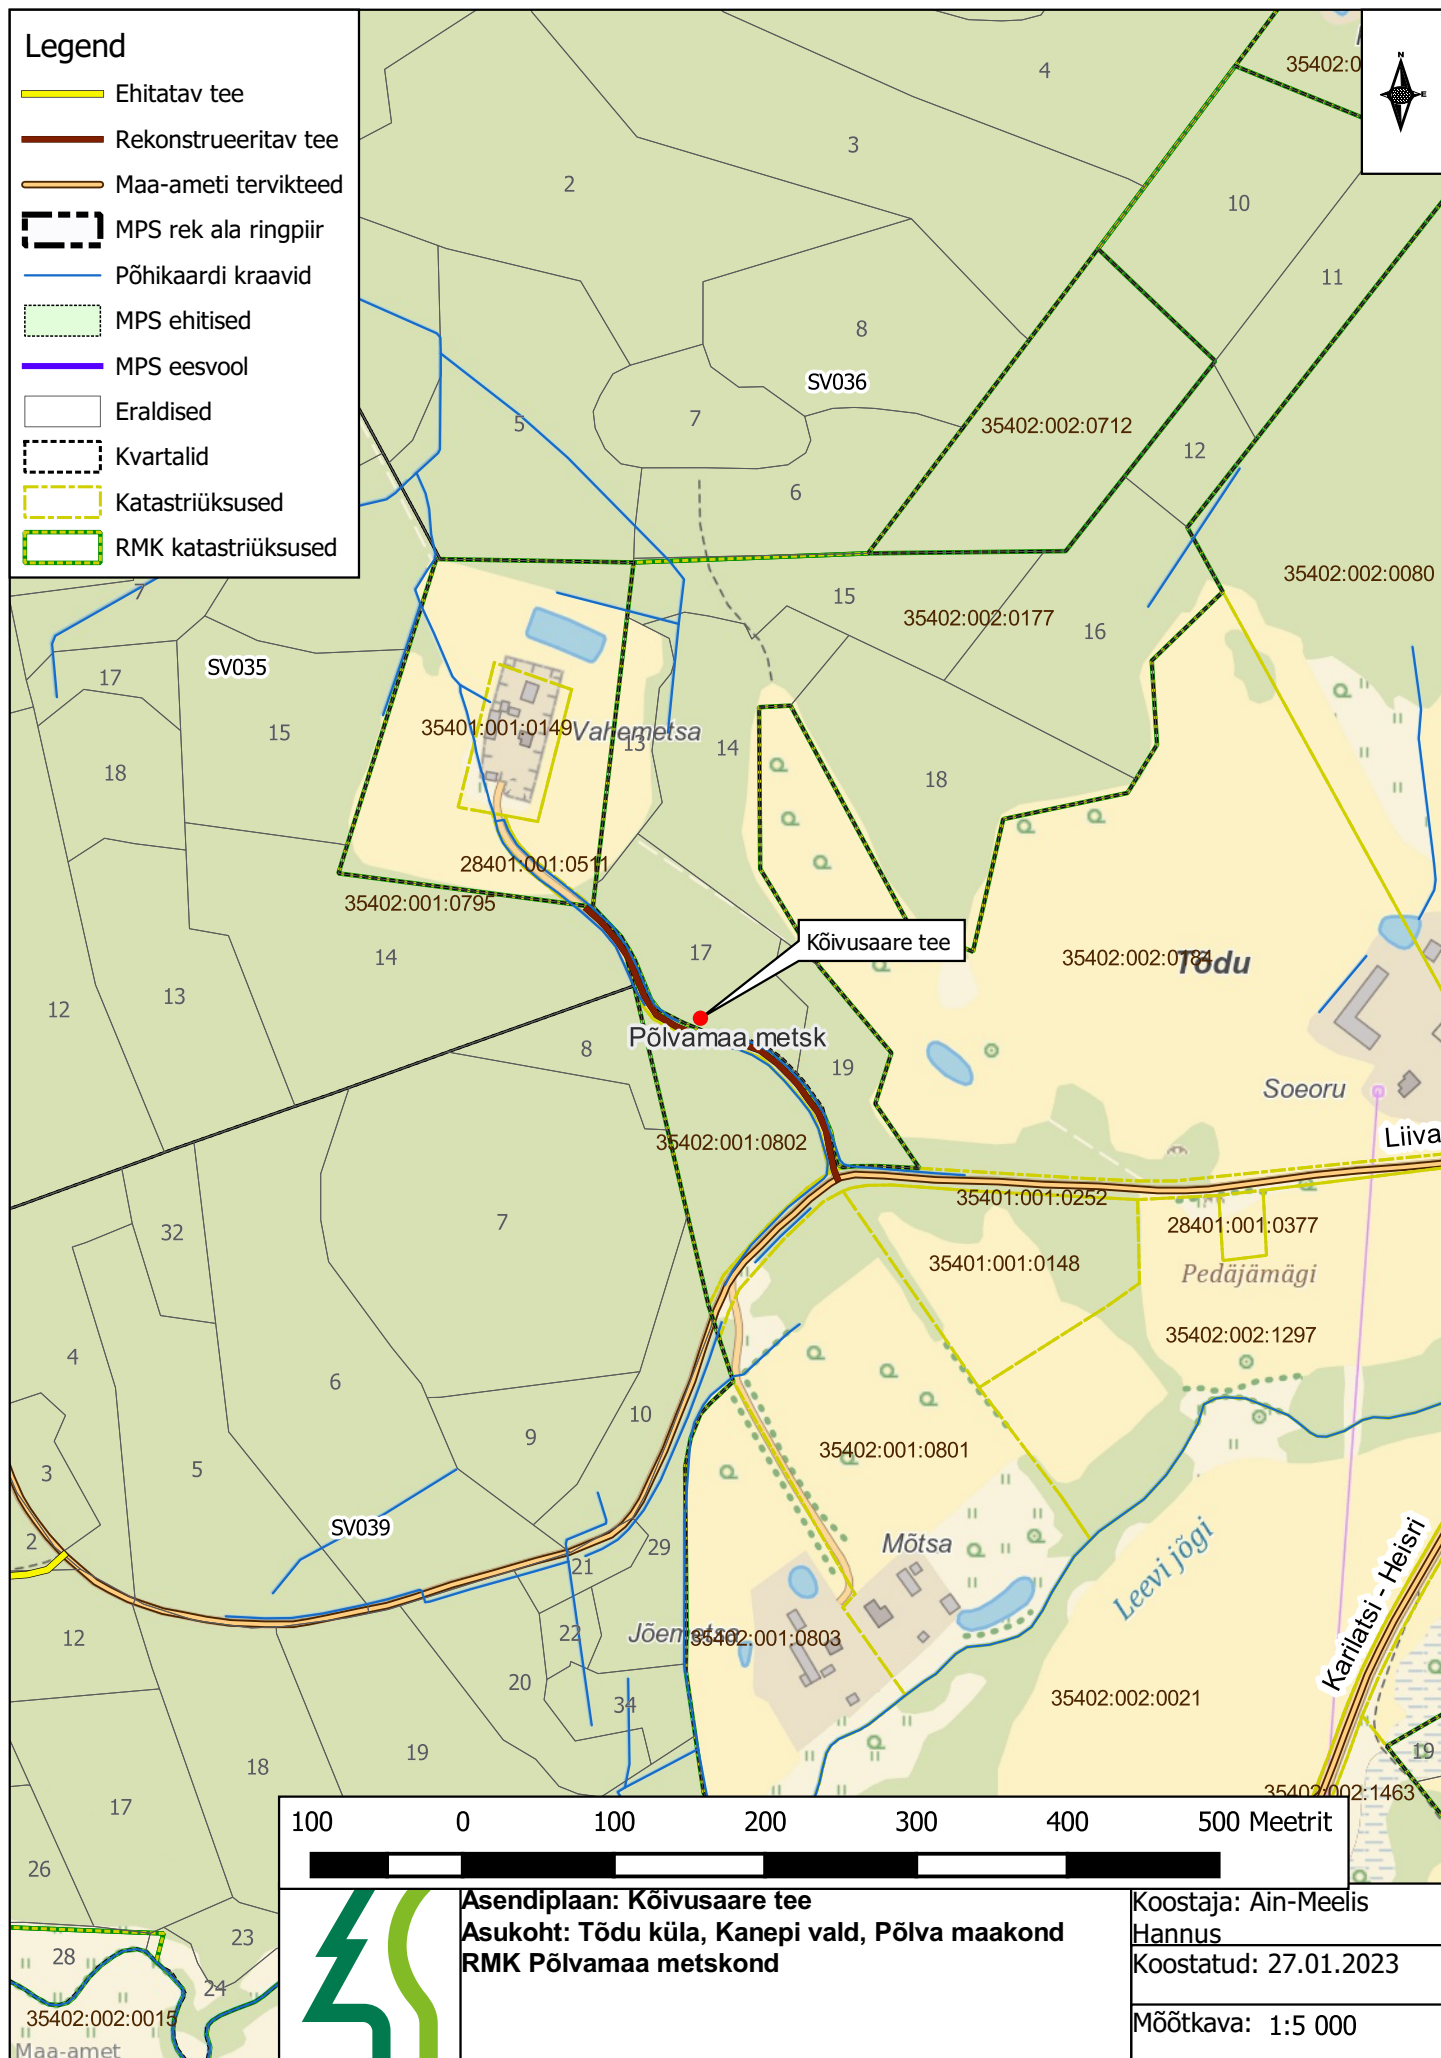 Legend
Ehitatav tee
Rekonstrueeritav tee
Maa-ameti tervikteed
MPS rek ala ringpiir
Põhikaardi kraavid
MPS ehitised
MPS eesvool
Eraldised
Kvartalid
Katastriüksused
RMK katastriüksused
N
E
35402:0
4
3
2
10
11
8
SV036
7
5
35402:002:0712
12
6
35402:002:0080
7
15
35402:002:0177
16
17
SV035
15
35401:001:0149
Vahemetsa
13
14
18
18
28401:001:0511
35402:001:0795
14
17
Kõivusaare tee
35402:002:0784
Tõdu
13
12
Põlvamaa metsk
8
19
Soeoru
35402:001:0802
Liiva
35401:001:0252
28401:001:0377
32
7
35401:001:0148
Pedäjämägi
35402:002:1297
4
6
10
9
35402:001:0801
3
5
SV039
2
29
Mõtsa
21
Leevi jõgi
Karilatsi - Heisri
12
22
Jõemetsa
35402:001:0803
20
34
35402:002:0021
19
18
19
17
35402:002:1463
26
23
28
24
35402:002:0015
Maa-amet
100 0 100 200 300 400 500 Meetrit
Asendiplaan: Kõivusaare tee
Asukoht: Tõdu küla, Kanepi vald, Põlva maakond
RMK Põlvamaa metskond
Koostaja: Ain-Meelis
Hannus
Koostatud: 27.01.2023
Mõõtkava: 1:5 000